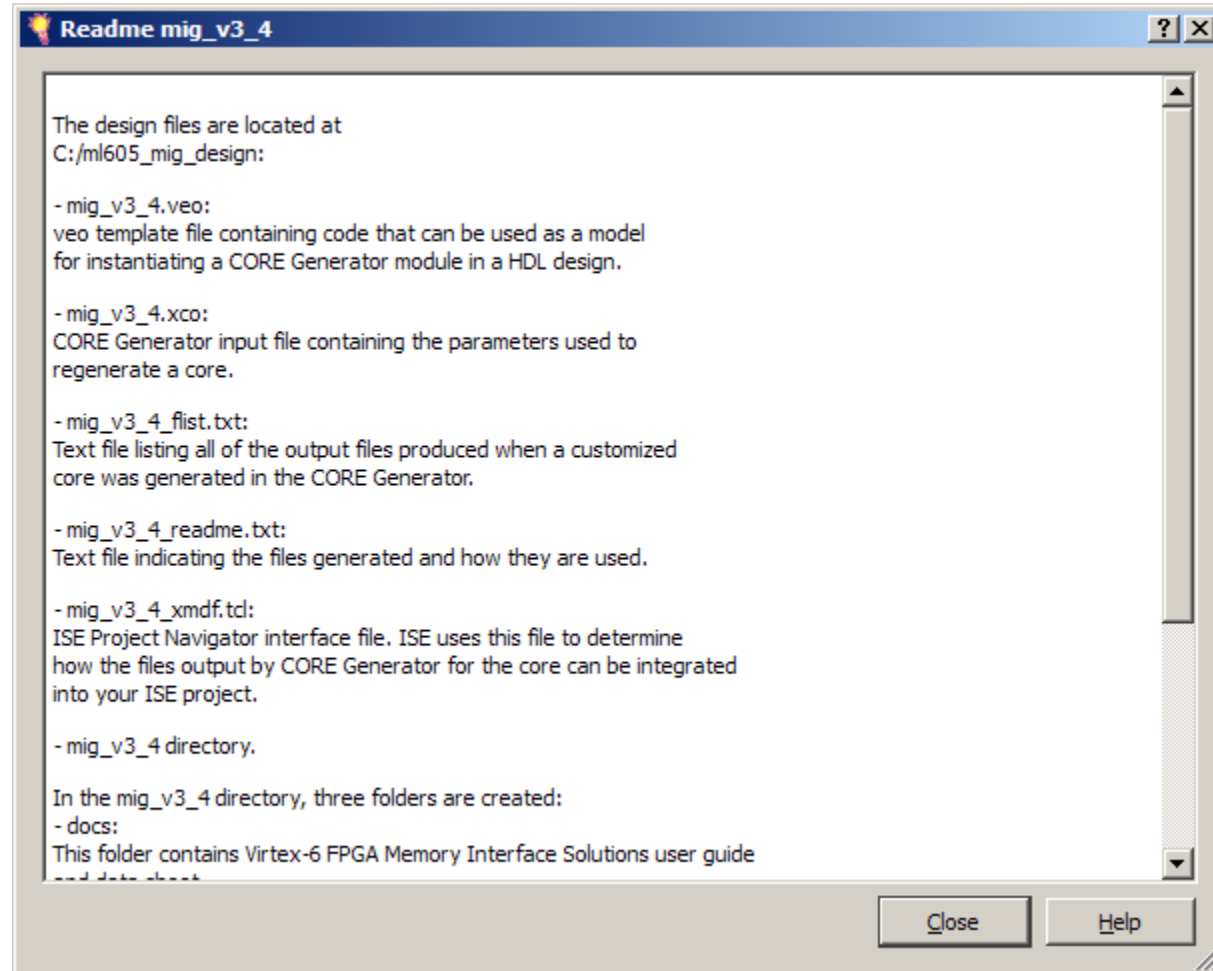 Readme mig_v3_4
The design files are located at
C:/ml605_mig_design:
- mig_v3_4.veo:
veo template file containing code that can be used as a model
for instantiating a CORE Generator module in a HDL design.
- mig_v3_4.xco:
CORE Generator input file containing the parameters used to
regenerate a core.
- mig_v3_4_flist.txt:
Text file listing all of the output files produced when a customized
core was generated in the CORE Generator.
- mig_v3_4_readme.txt:
Text file indicating the files generated and how they are used.
- mig_v3_4_xmdf.tcl:
ISE Project Navigator interface file. ISE uses this file to determine
how the files output by CORE Generator for the core can be integrated
into your ISE project.
- mig_v3_4 directory.
In the mig_v3_4 directory, three folders are created:
- docs:
This folder contains Virtex-6 FPGA Memory Interface Solutions user guide
and data sheet
Close Help